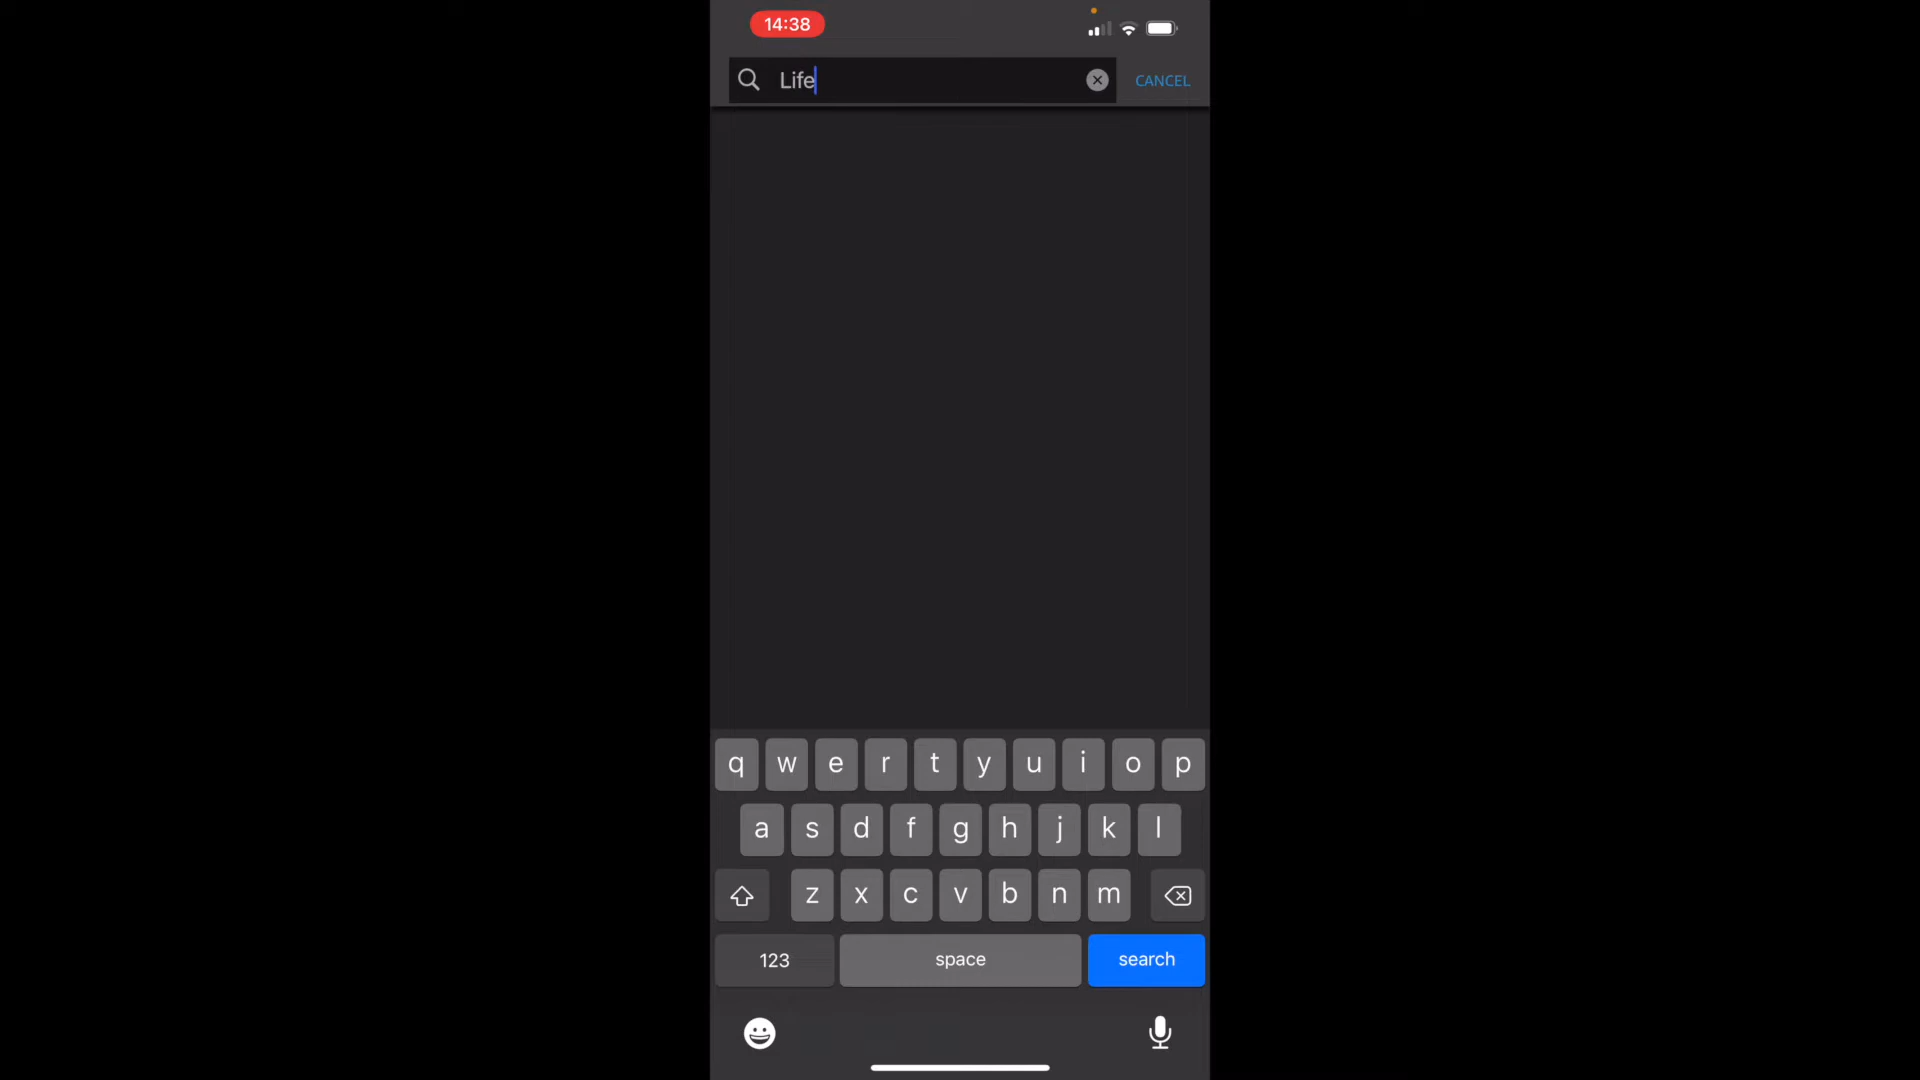 14:38
Life
CANCEL
q w e r t y u i o p
a s d f g h j k l
z x c v b n m
123 space search